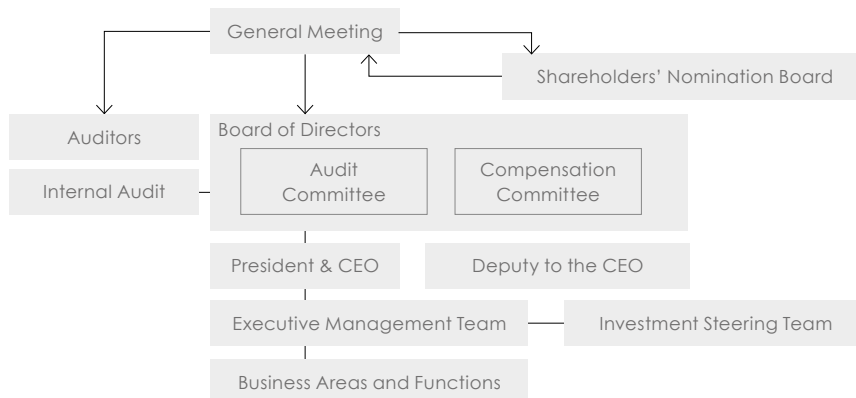 General Meeting
Shareholders’ Nomination Board
Auditors
Board of Directors
Audit
Committee
Compensation
Committee
Internal Audit
President & CEO
Deputy to the CEO
Executive Management Team
Investment Steering Team
Business Areas and Functions